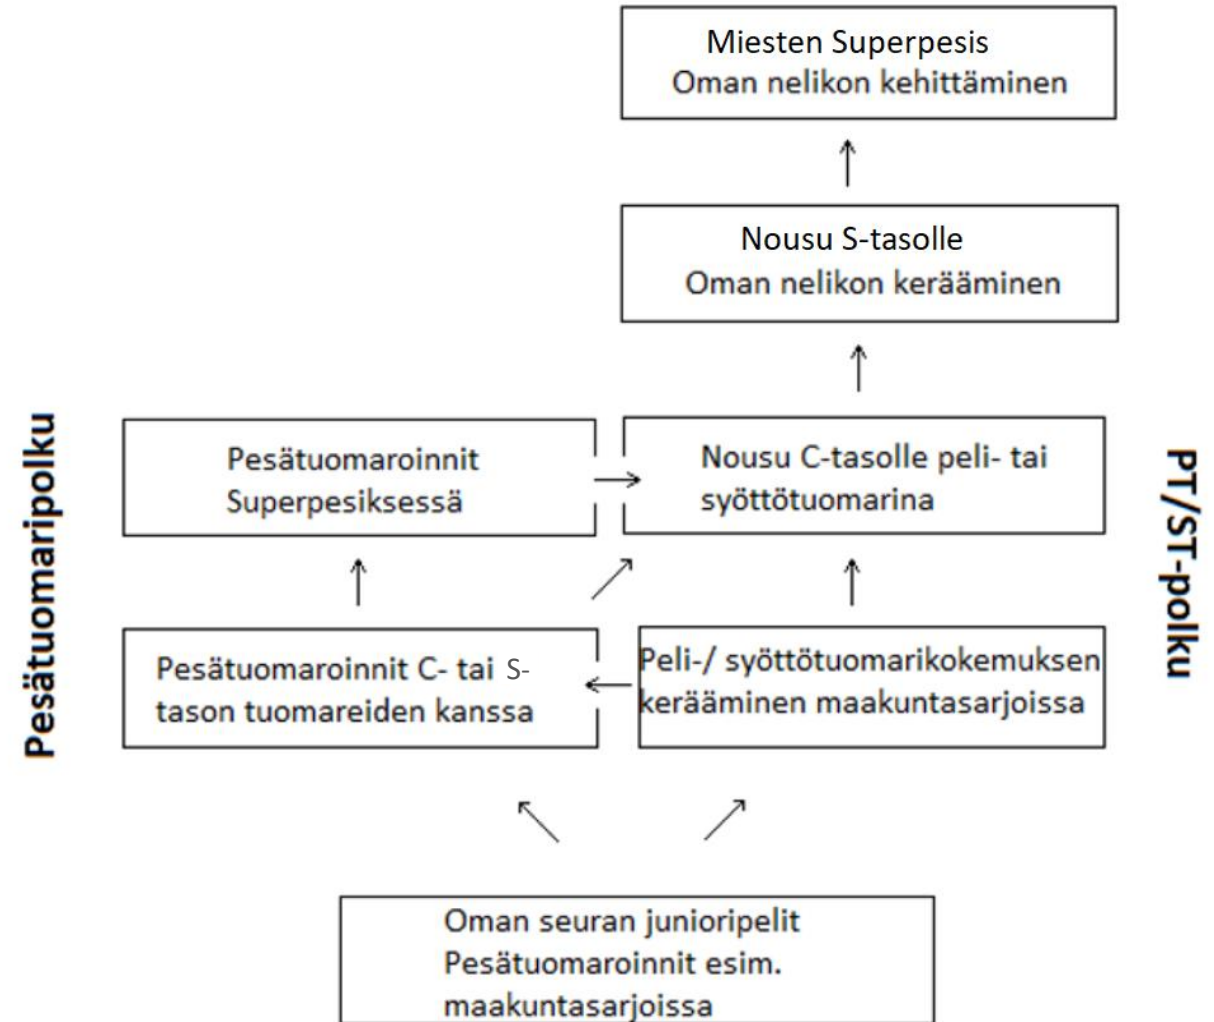 Miesten Superpesis
Oman nelikon kehittäminen
Nousu S-tasolle
Oman nelikon kerääminen
Pesätuomaripolku
Pesätuomaroinnit
Superpesiksessä
Nousu C-tasolle peli- tai
syöttötuomarina
PT/ST-polku
Pesätuomaroinnit C- tai S-
tason tuomareiden kanssa
Peli-/ syöttötuomarikokemuksen
kerääminen maakuntasarjoissa
Oman seuran junioripelit
Pesätuomaroinnit esim.
maakuntasarjoissa